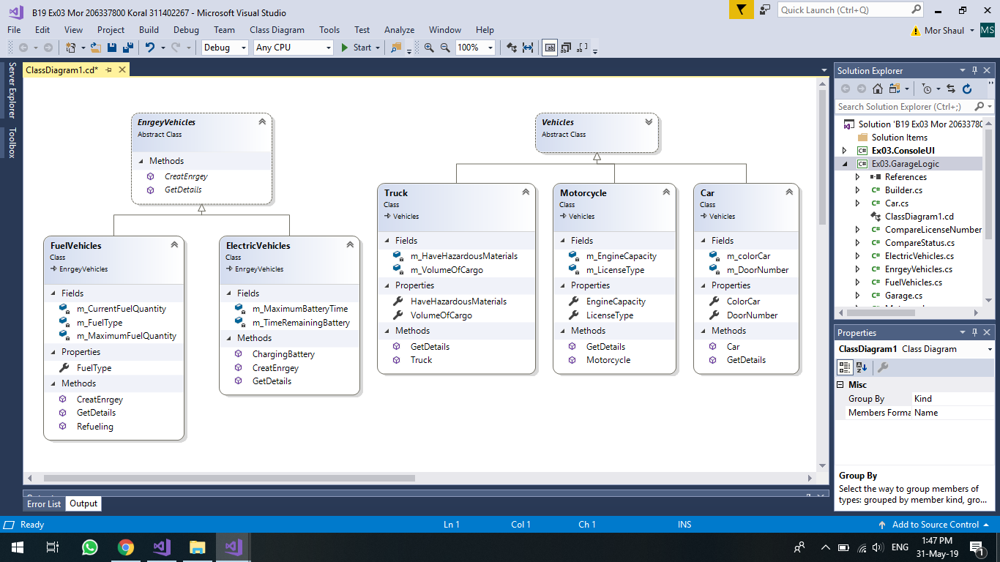 B19 Ex03 Mor 206337800 Koral 311402267 - Microsoft Visual Studio
Quick Launch (Ctrl+Q)
File Edit View Project Build Debug Team Class Diagram Tools Test Analyze Window Help
Mor Shaul MS
Debug Any CPU Start 100%
Server Explorer
Toolbox
ClassDiagram1.cd*
EnrgeyVehicles
Abstract Class
Methods
CreatEnrgey
GetDetails
FuelVehicles
Class
EnrgeyVehicles
Fields
m_CurrentFuelQuantity
m_FuelType
m_MaximumFuelQuantity
Properties
FuelType
Methods
CreatEnrgey
GetDetails
Refueling
ElectricVehicles
Class
EnrgeyVehicles
Fields
m_MaximumBatteryTime
m_TimeRemainingBattery
Methods
ChargingBattery
CreatEnrgey
GetDetails
Vehicles
Abstract Class
Truck
Class
Vehicles
Fields
m_HaveHazardousMaterials
m_VolumeOfCargo
Properties
HaveHazardousMaterials
VolumeOfCargo
Methods
GetDetails
Truck
Motorcycle
Class
Vehicles
Fields
m_EngineCapacity
m_LicenseType
Properties
EngineCapacity
LicenseType
Methods
GetDetails
Motorcycle
Car
Class
Vehicles
Fields
m_colorCar
m_DoorNumber
Properties
ColorCar
DoorNumber
Methods
Car
GetDetails
Solution Explorer
Search Solution Explorer (Ctrl+;)
Solution 'B19 Ex03 Mor 20633780
Solution Items
C# Ex03.ConsoleUI
C# Ex03.GarageLogic
References
C# Builder.cs
C# Car.cs
ClassDiagram1.cd
C# CompareLicenseNumber
C# CompareStatus.cs
C# ElectricVehicles.cs
C# EnrgeyVehicles.cs
C# FuelVehicles.cs
C# Garage.cs
Properties
ClassDiagram1 Class Diagram
Misc
Group By Kind
Members Forma Name
Group By
Select the way to group members of
types: grouped by member kind, gro...
Error List Output
Ready Ln 1 Col 1 Ch 1 INS Add to Source Control
ENG 1:47 PM
31-May-19
1